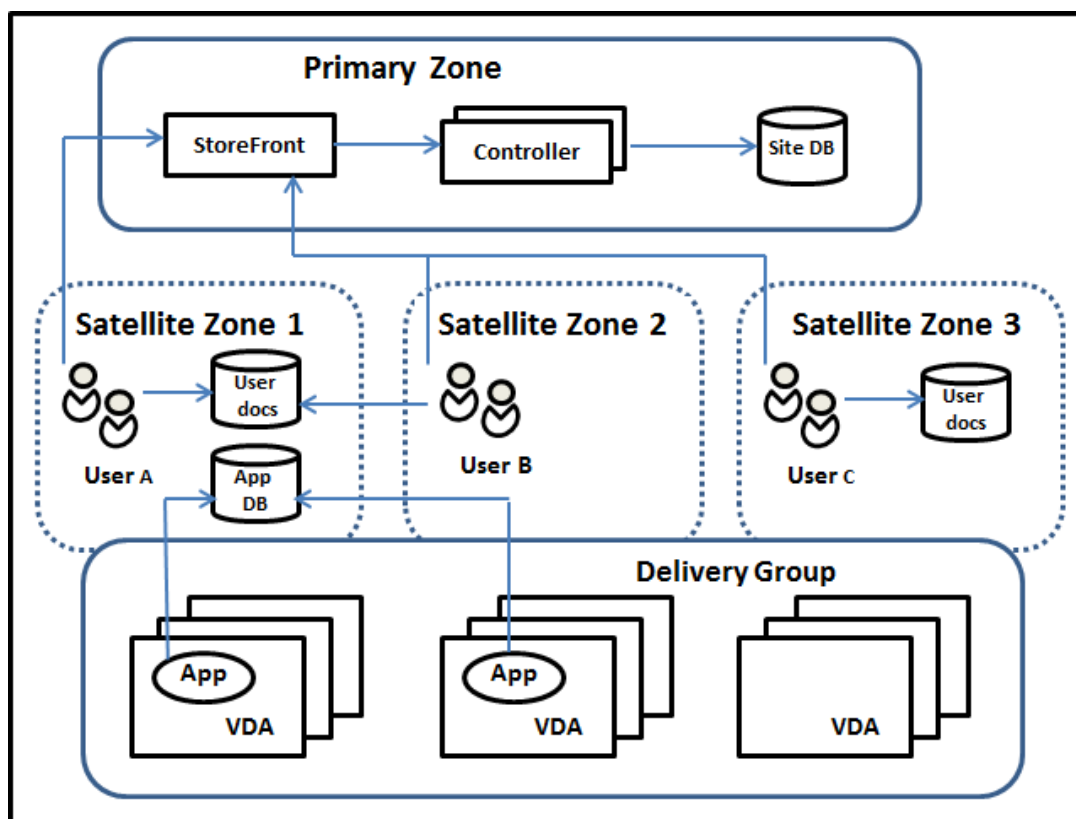 Primary Zone
StoreFront
Controller
Site DB
Satellite Zone 1
Satellite Zone 2
Satellite Zone 3
User
docs
User
docs
User A
User B
User C
App
DB
Delivery Group
App
VDA
App
VDA
VDA